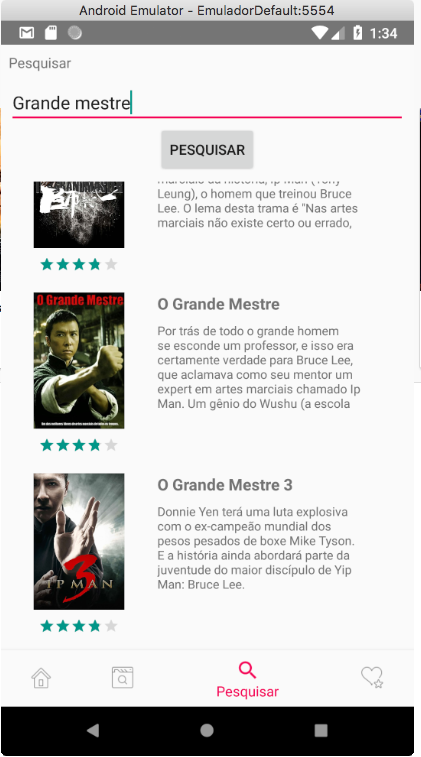 Android Emulator - EmuladorDefault:5554
1:34
Pesquisar
Grande mestre
PESQUISAR
marciais da história, Ip Man (Tony
Leung), o homem que treinou Bruce
Lee. O lema desta trama é "Nas artes
marciais não existe certo ou errado,
O Grande Mestre
O Grande Mestre
Por trás de todo o grande homem
se esconde um professor, e isso era
certamente verdade para Bruce Lee,
que aclamava como seu mentor um
expert em artes marciais chamado Ip
Man. Um gênio do Wushu (a escola
O Grande Mestre 3
Donnie Yen terá uma luta explosiva
com o ex-campeão mundial dos
pesos pesados de boxe Mike Tyson.
E a história ainda abordará parte da
juventude do maior discípulo de Yip
Man: Bruce Lee.
3
IP MAN
Pesquisar